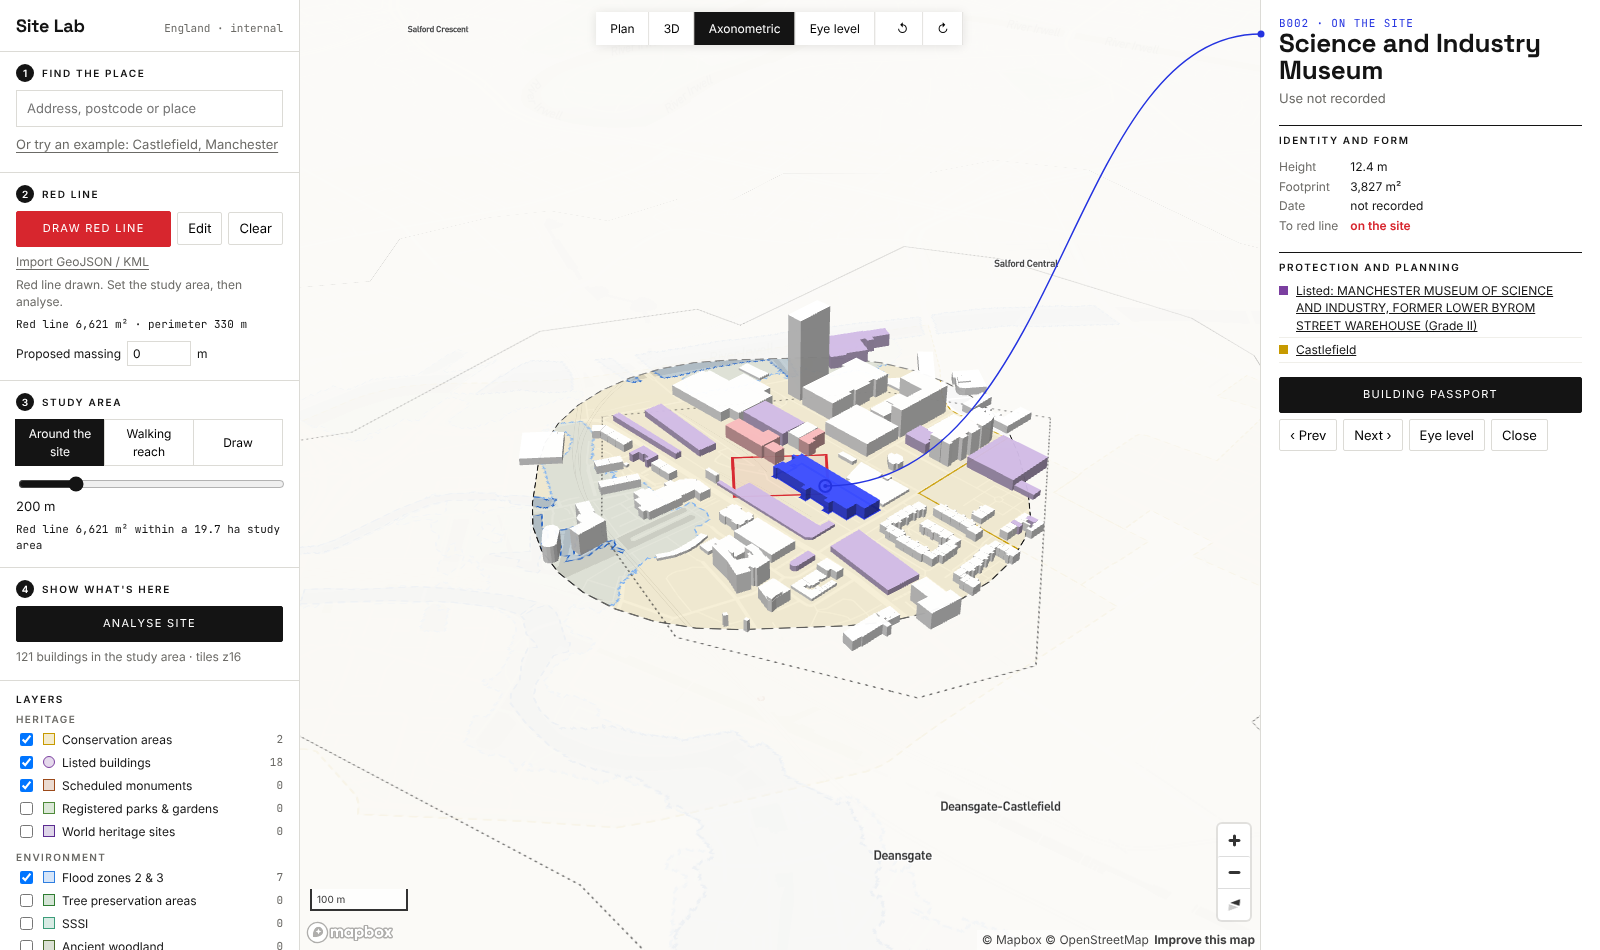 Site Lab
England · internal
1 FIND THE PLACE
Address, postcode or place
Or try an example: Castlefield, Manchester
2 RED LINE
DRAW RED LINE
Edit
Clear
Import GeoJSON / KML
Red line drawn. Set the study area, then
analyse.
Red line 6,621 m² · perimeter 330 m
Proposed massing 0 m
3 STUDY AREA
Around the
site
Walking
reach
Draw
200 m
Red line 6,621 m² within a 19.7 ha study
area
4 SHOW WHAT'S HERE
ANALYSE SITE
121 buildings in the study area · tiles z16
LAYERS
HERITAGE
Conservation areas 2
Listed buildings 18
Scheduled monuments 0
Registered parks & gardens 0
World heritage sites 0
ENVIRONMENT
Flood zones 2 & 3 7
Tree preservation areas 0
SSSI 0
Ancient woodland 0
Plan
3D
Axonometric
Eye level
Salford Crescent
Salford Central
Deansgate-Castlefield
Deansgate
100 m
mapbox
© Mapbox © OpenStreetMap Improve this map
B002 · ON THE SITE
Science and Industry
Museum
Use not recorded
IDENTITY AND FORM
Height 12.4 m
Footprint 3,827 m²
Date not recorded
To red line on the site
PROTECTION AND PLANNING
Listed: MANCHESTER MUSEUM OF SCIENCE
AND INDUSTRY, FORMER LOWER BYROM
STREET WAREHOUSE (Grade II)
Castlefield
BUILDING PASSPORT
‹ Prev
Next ›
Eye level
Close